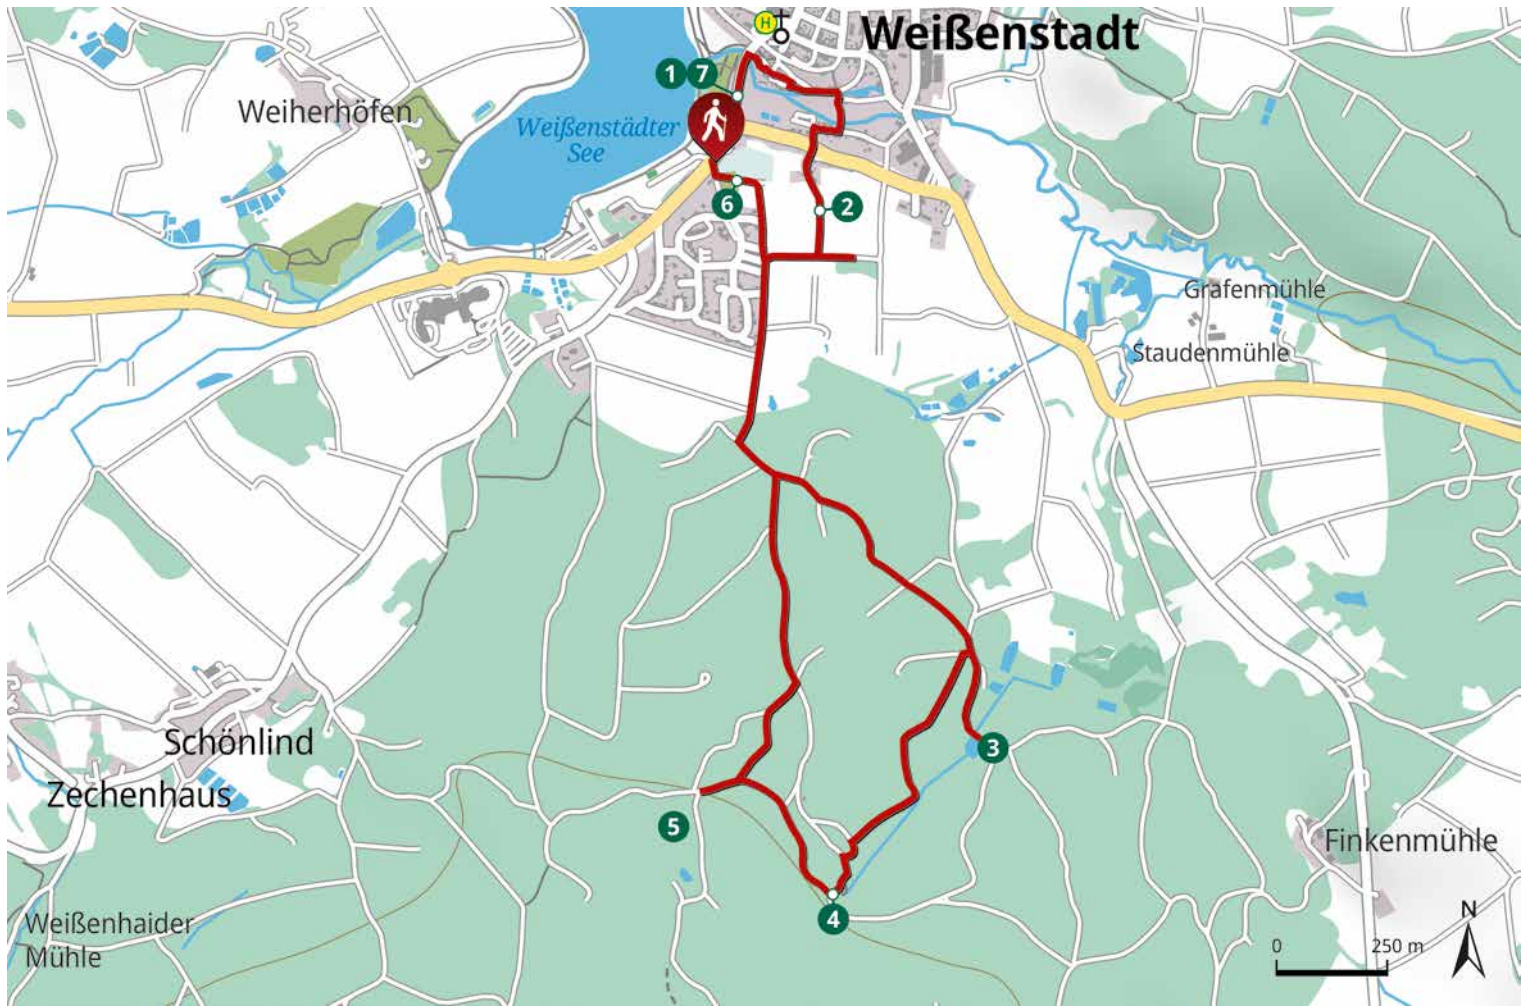 H
Weißenstadt
1 7
Weiherhöfen
Weißenstädter
See
6
2
Grafenmühle
Staudenmühle
Schönlind
3
Zechenhaus
5
Finkenmühle
4
Weißenhaider
Mühle
N
0 250 m